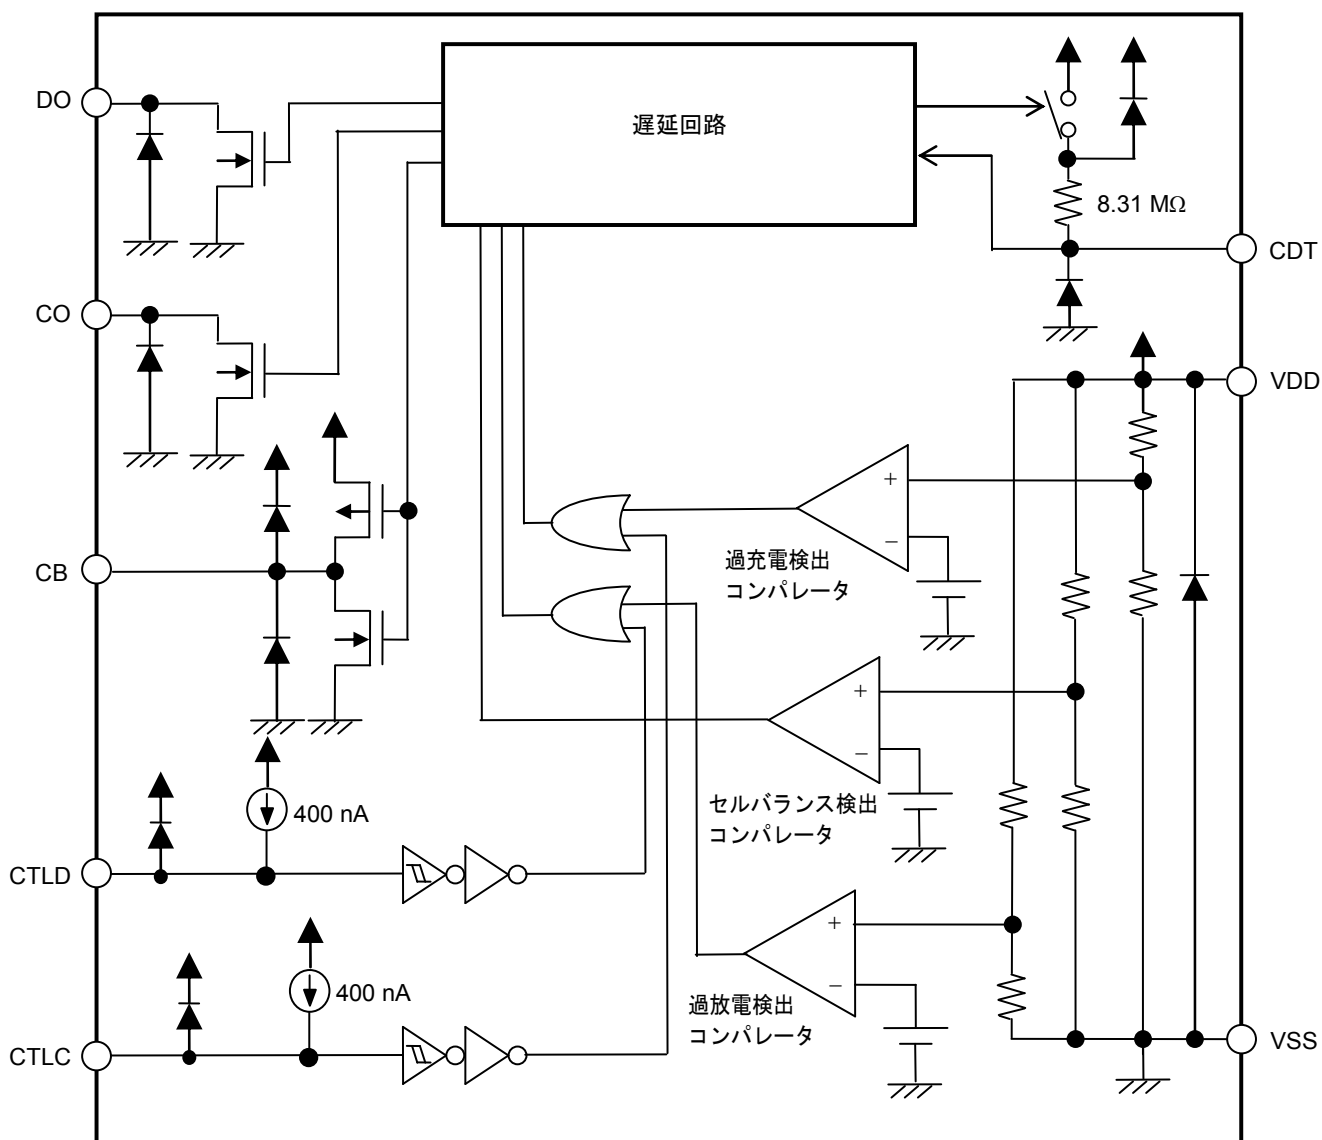 DO
遅延回路
8.31 MΩ
CDT
CO
VDD
+
−
過充電検出
コンパレータ
CB
+
−
セルバランス検出
コンパレータ
400 nA
CTLD
+
−
過放電検出
コンパレータ
400 nA
CTLC
VSS